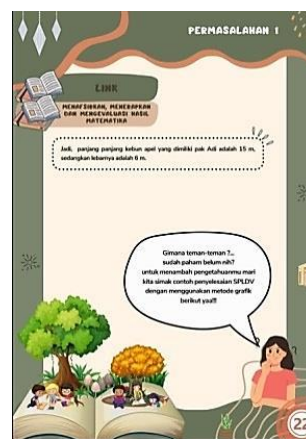 PERMASALAHAN 1
LINK
MENAFSIRKAN, MENERAPKAN
DAN MENGEVALUASI HASIL
MATEMATIKA
Jadi, panjang panjang kebun apel yang dimiliki pak Adi adalah 15 m,
sedangkan lebarnya adalah 6 m.
Gimana teman-teman ?...
sudah paham belum nih?
untuk menambah pengetahuanmu mari
kita simak contoh penyelesaian SPLDV
dengan menggunakan metode grafik
berikut yaa!!!
22